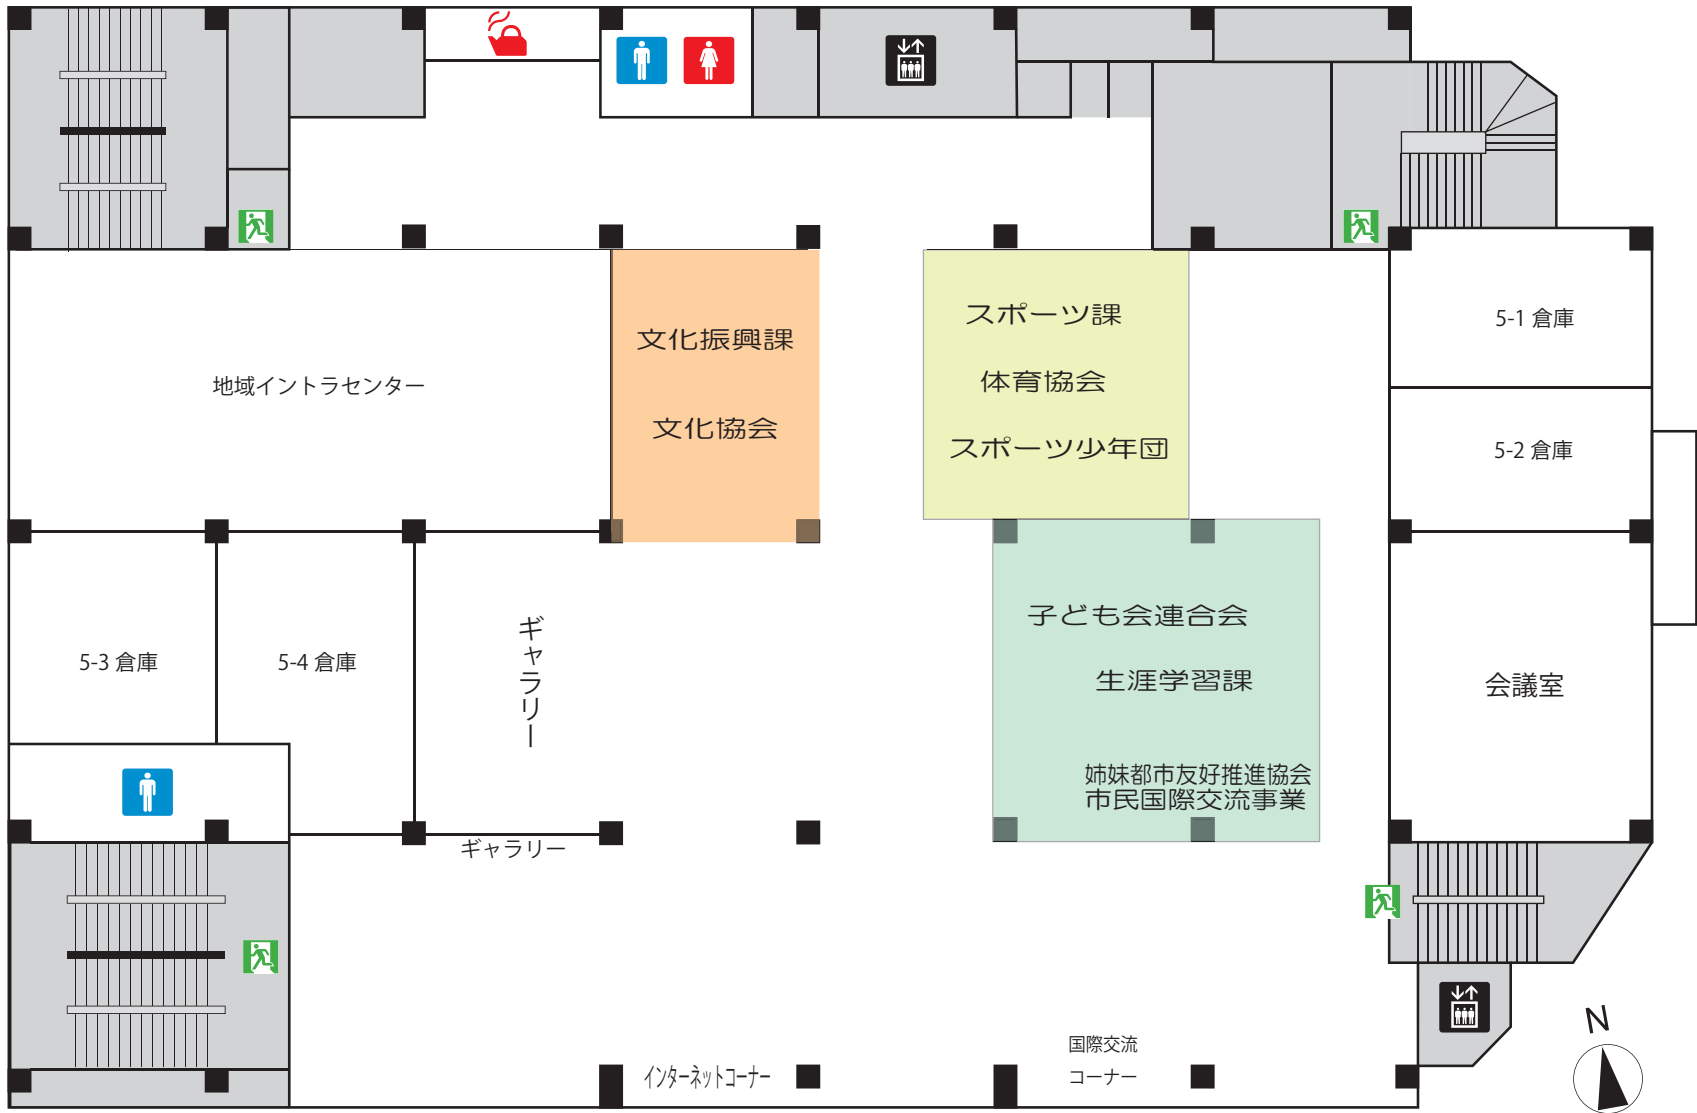 スポーツ課
5-1 倉庫
文化振興課
体育協会
地域イントラセンター
文化協会
スポーツ少年団
5-2 倉庫
子ども会連合会
ギャラリー
5-3 倉庫
5-4 倉庫
生涯学習課
会議室
姉妹都市友好推進協会
市民国際交流事業
ギャラリー
国際交流
コーナー
インターネットコーナー
N